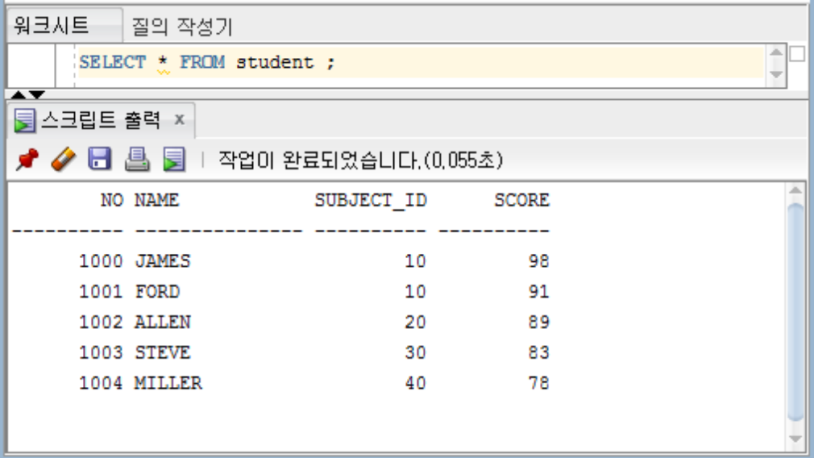 워크시트 질의 작성기
SELECT * FROM student ;
스크립트 출력 x
작업이 완료되었습니다.(0,055초)
NO NAME SUBJECT_ID SCORE
---------- --------------- ---------- ----------
1000 JAMES 10 98
1001 FORD 10 91
1002 ALLEN 20 89
1003 STEVE 30 83
1004 MILLER 40 78